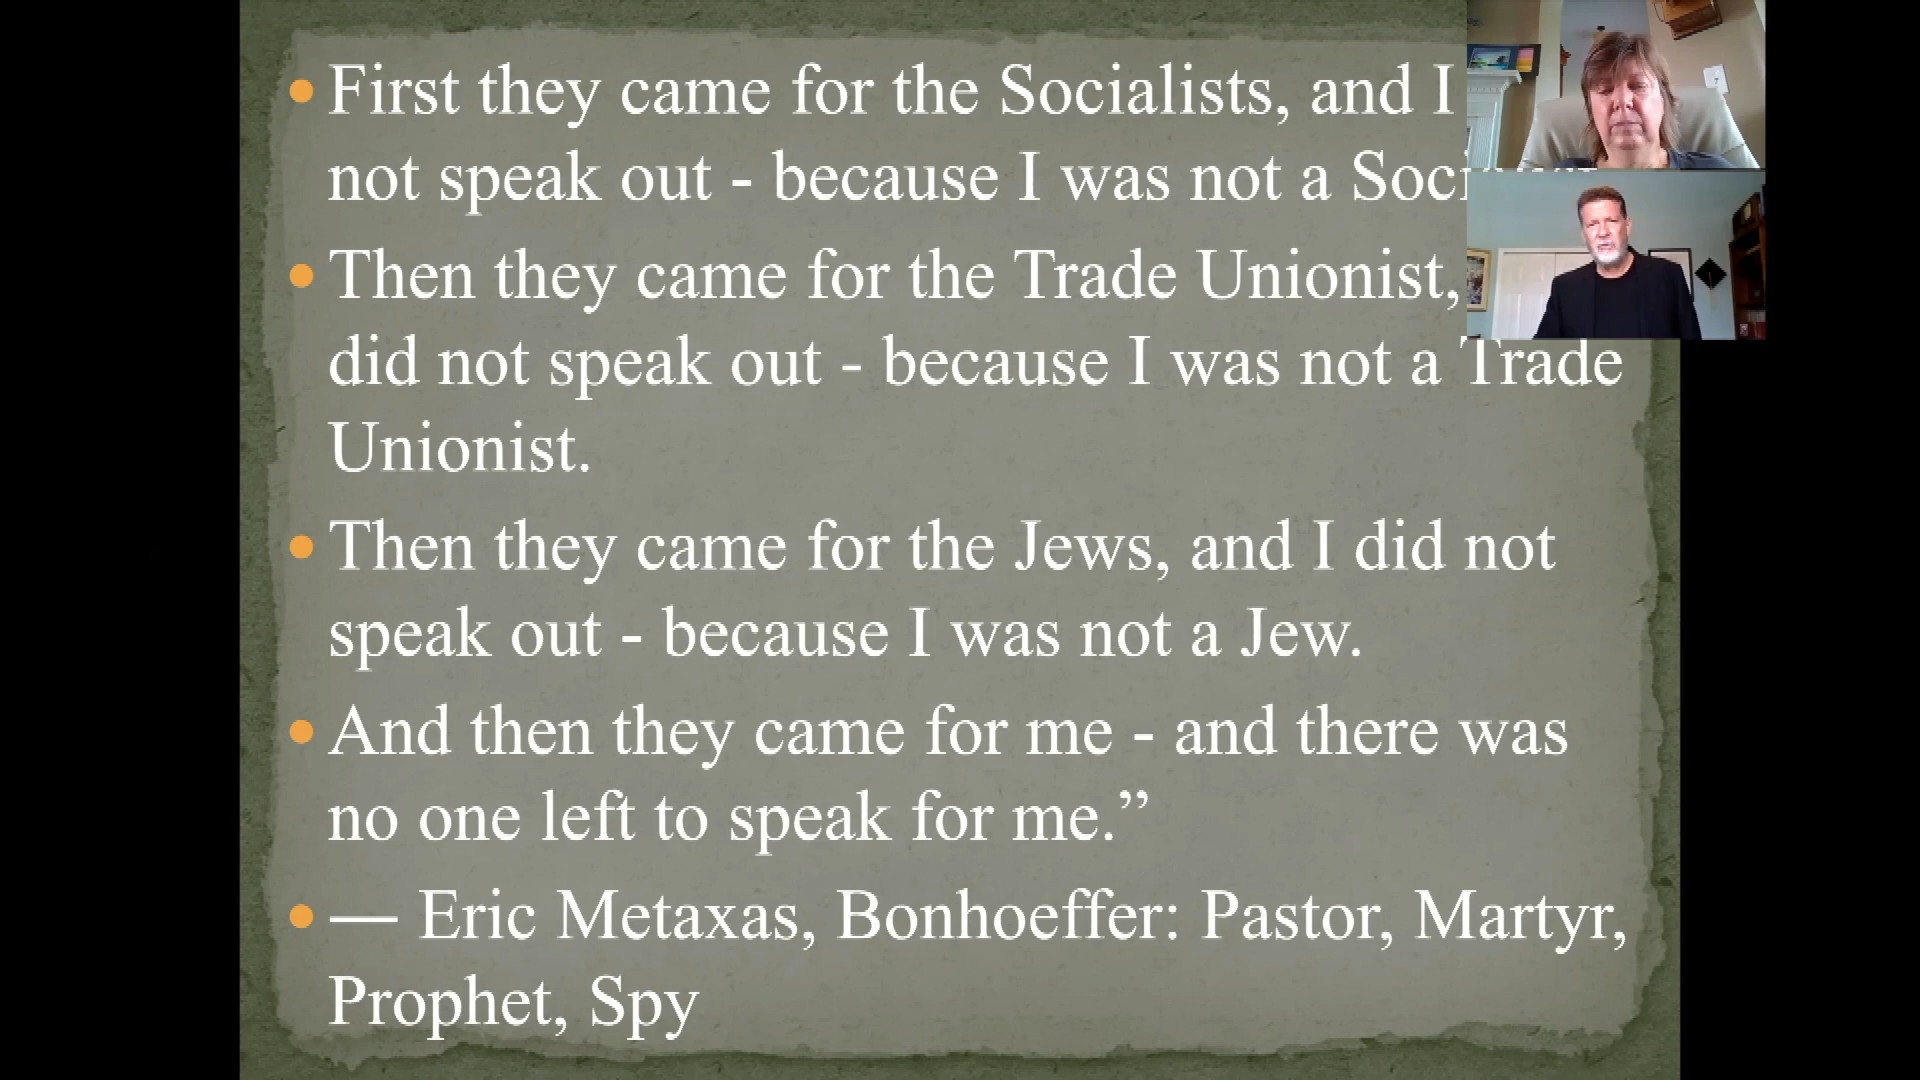 First they came for the Socialists, and I
not speak out - because I was not a
Then they came for the Trade Unionist,
did not speak out - because I was not a Trade
Unionist.
Then they came for the Jews, and I did not
speak out - because I was not a Jew.
And then they came for me - and there was
no one left to speak for me.”
— Eric Metaxas, Bonhoeffer: Pastor, Martyr,
Prophet, Spy